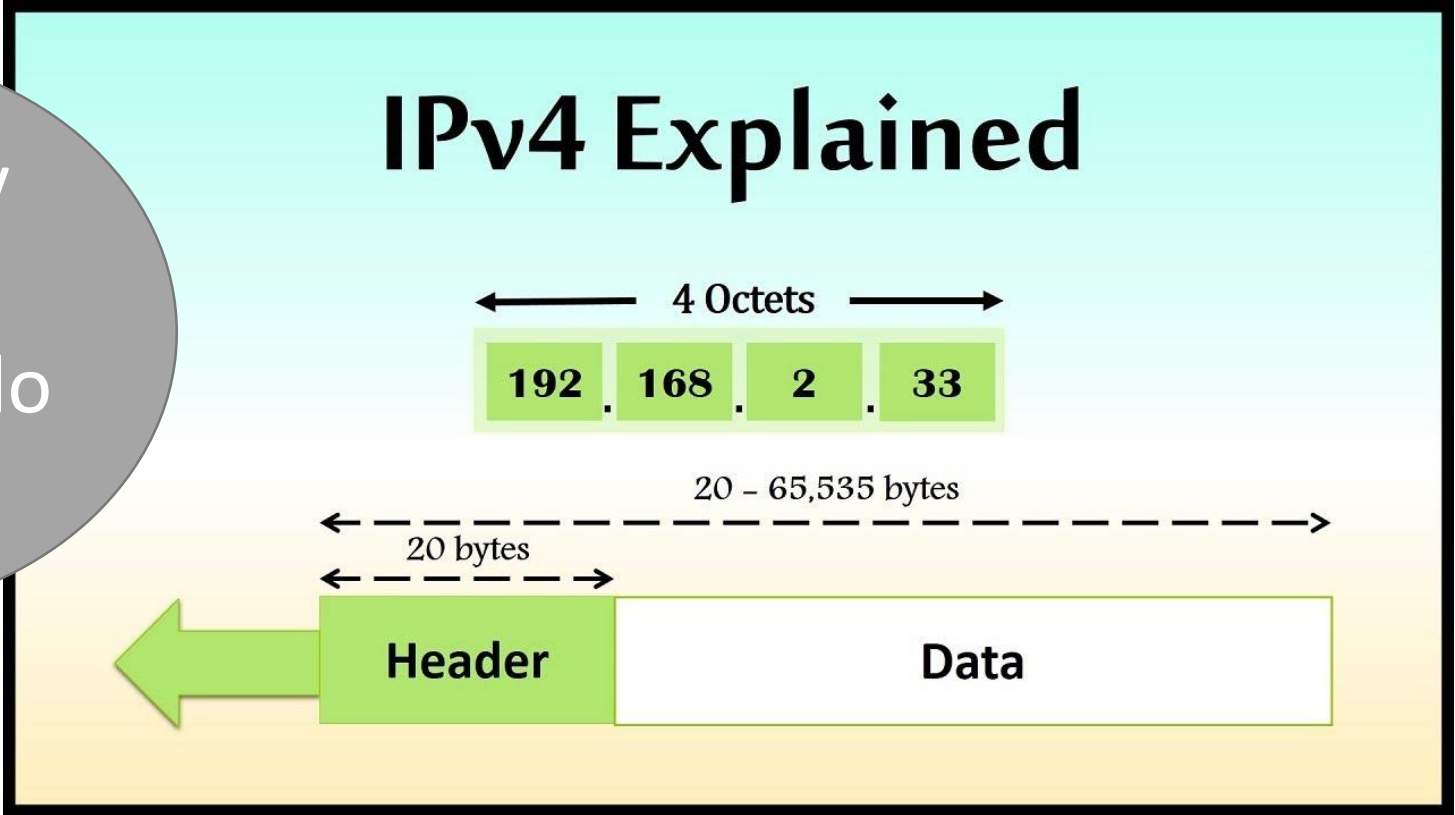 IPv4 Explained
4 Octets
192 . 168 . 2 . 33
20 - 65,535 bytes
20 bytes
Header
Data